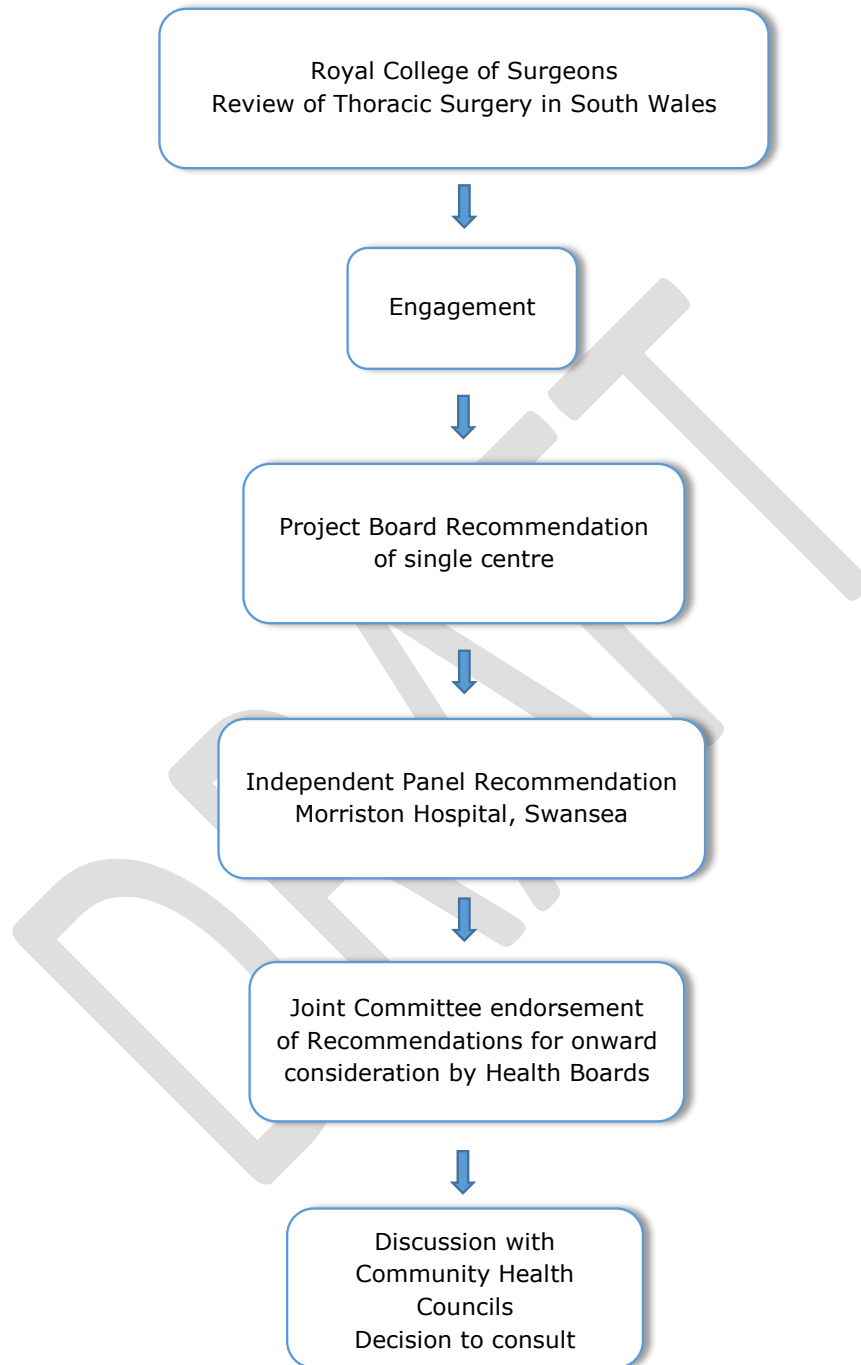 Royal College of Surgeons
Review of Thoracic Surgery in South Wales
Engagement
Project Board Recommendation
of single centre
Independent Panel Recommendation
Morriston Hospital, Swansea
Joint Committee endorsement
of Recommendations for onward
consideration by Health Boards
Discussion with
Community Health
Councils
Decision to consult
DRAFT